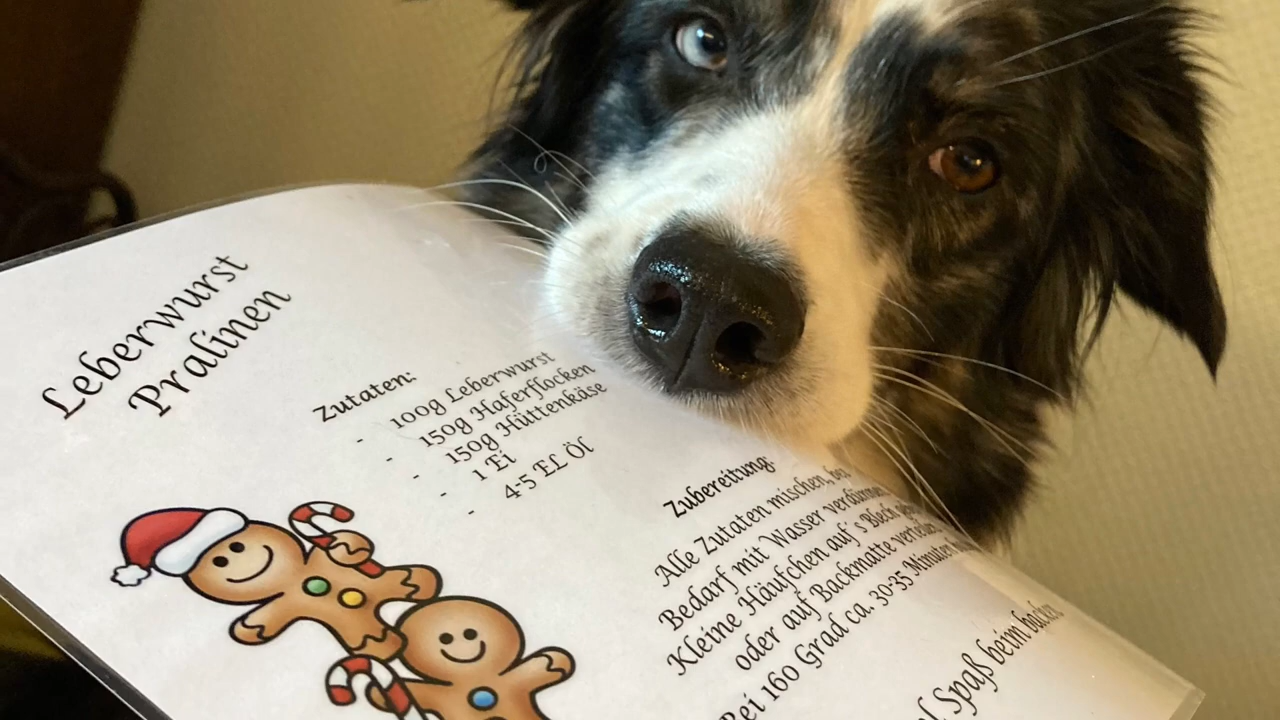 Leberwurst
Pralinen
Zutaten:
- 100g Leberwurst
- 150g Haferflocken
- 150g Hüttenkäse
- 1 Ei
- 4-5 EL Öl
Zubereitung:
Alle Zutaten mischen, bei
Bedarf mit Wasser verdünnen
Kleine Häufchen auf´s Blech
oder auf Backmatte
Bei 160 Grad ca. 30-35 Minuten
Spaß beim backen